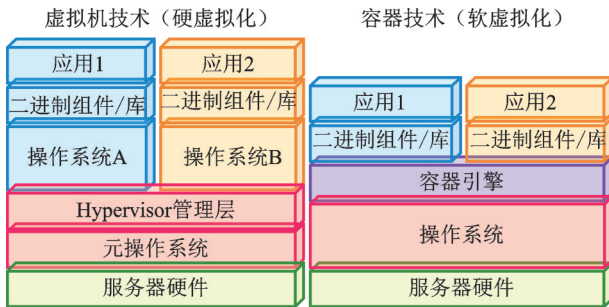 虚拟机技术（硬虚拟化）
应用1
应用2
二进制组件/库
二进制组件/库
操作系统A
操作系统B
Hypervisor管理层
元操作系统
服务器硬件
容器技术（软虚拟化）
应用1
应用2
二进制组件/库
二进制组件/库
容器引擎
操作系统
服务器硬件